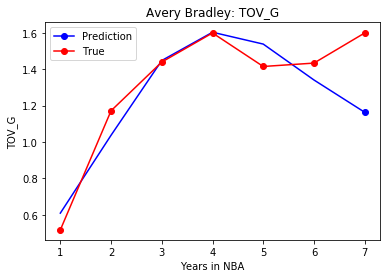 Avery Bradley: TOV_G
Prediction
True
1.6
1.4
1.2
1.0
0.8
0.6
TOV_G
1 2 3 4 5 6 7
Years in NBA